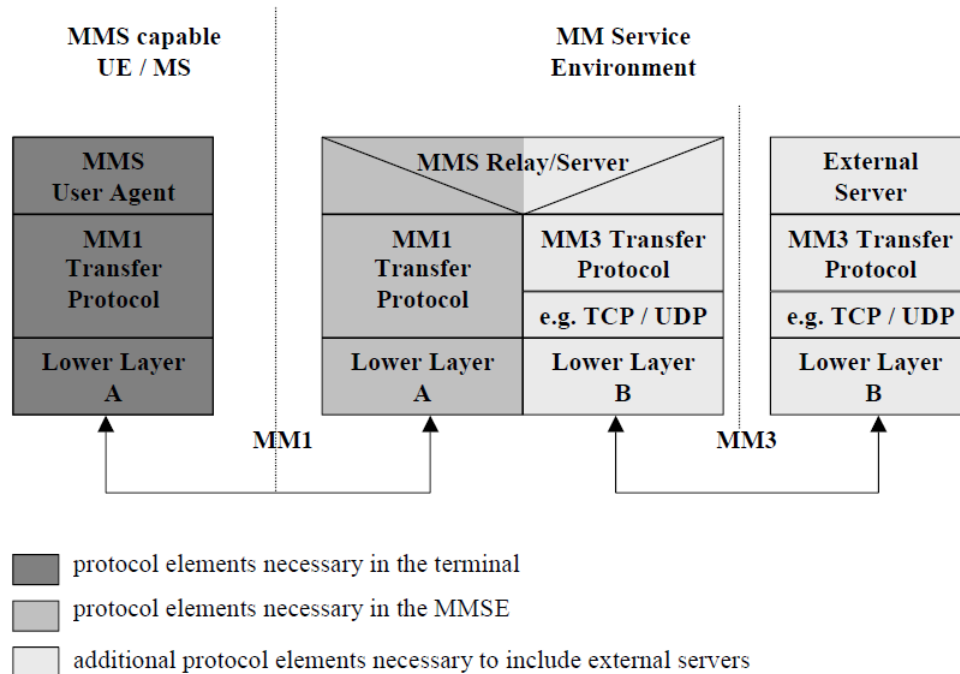 MMS capable
UE / MS
MM Service
Environment
MMS
User Agent
MM1
Transfer
Protocol
Lower Layer
A
MMS Relay/Server
MM1
Transfer
Protocol
Lower Layer
A
MM3 Transfer
Protocol
e.g. TCP / UDP
Lower Layer
B
External
Server
MM3 Transfer
Protocol
e.g. TCP / UDP
Lower Layer
B
MM1
MM3
protocol elements necessary in the terminal
protocol elements necessary in the MMSE
additional protocol elements necessary to include external servers